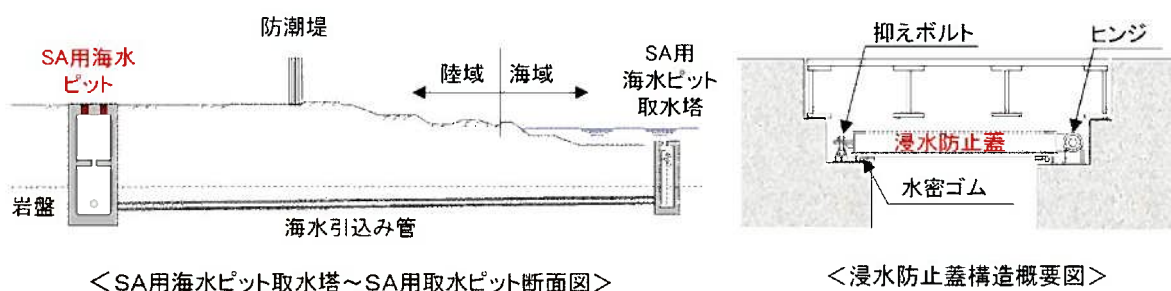 防潮堤
SA用海水
ピット
陸域
海域
SA用
海水ピット
取水塔
岩盤
海水引込み管
＜SA用海水ピット取水塔～SA用取水ピット断面図＞
抑えボルト
ヒンジ
浸水防止蓋
水密ゴム
＜浸水防止蓋構造概要図＞